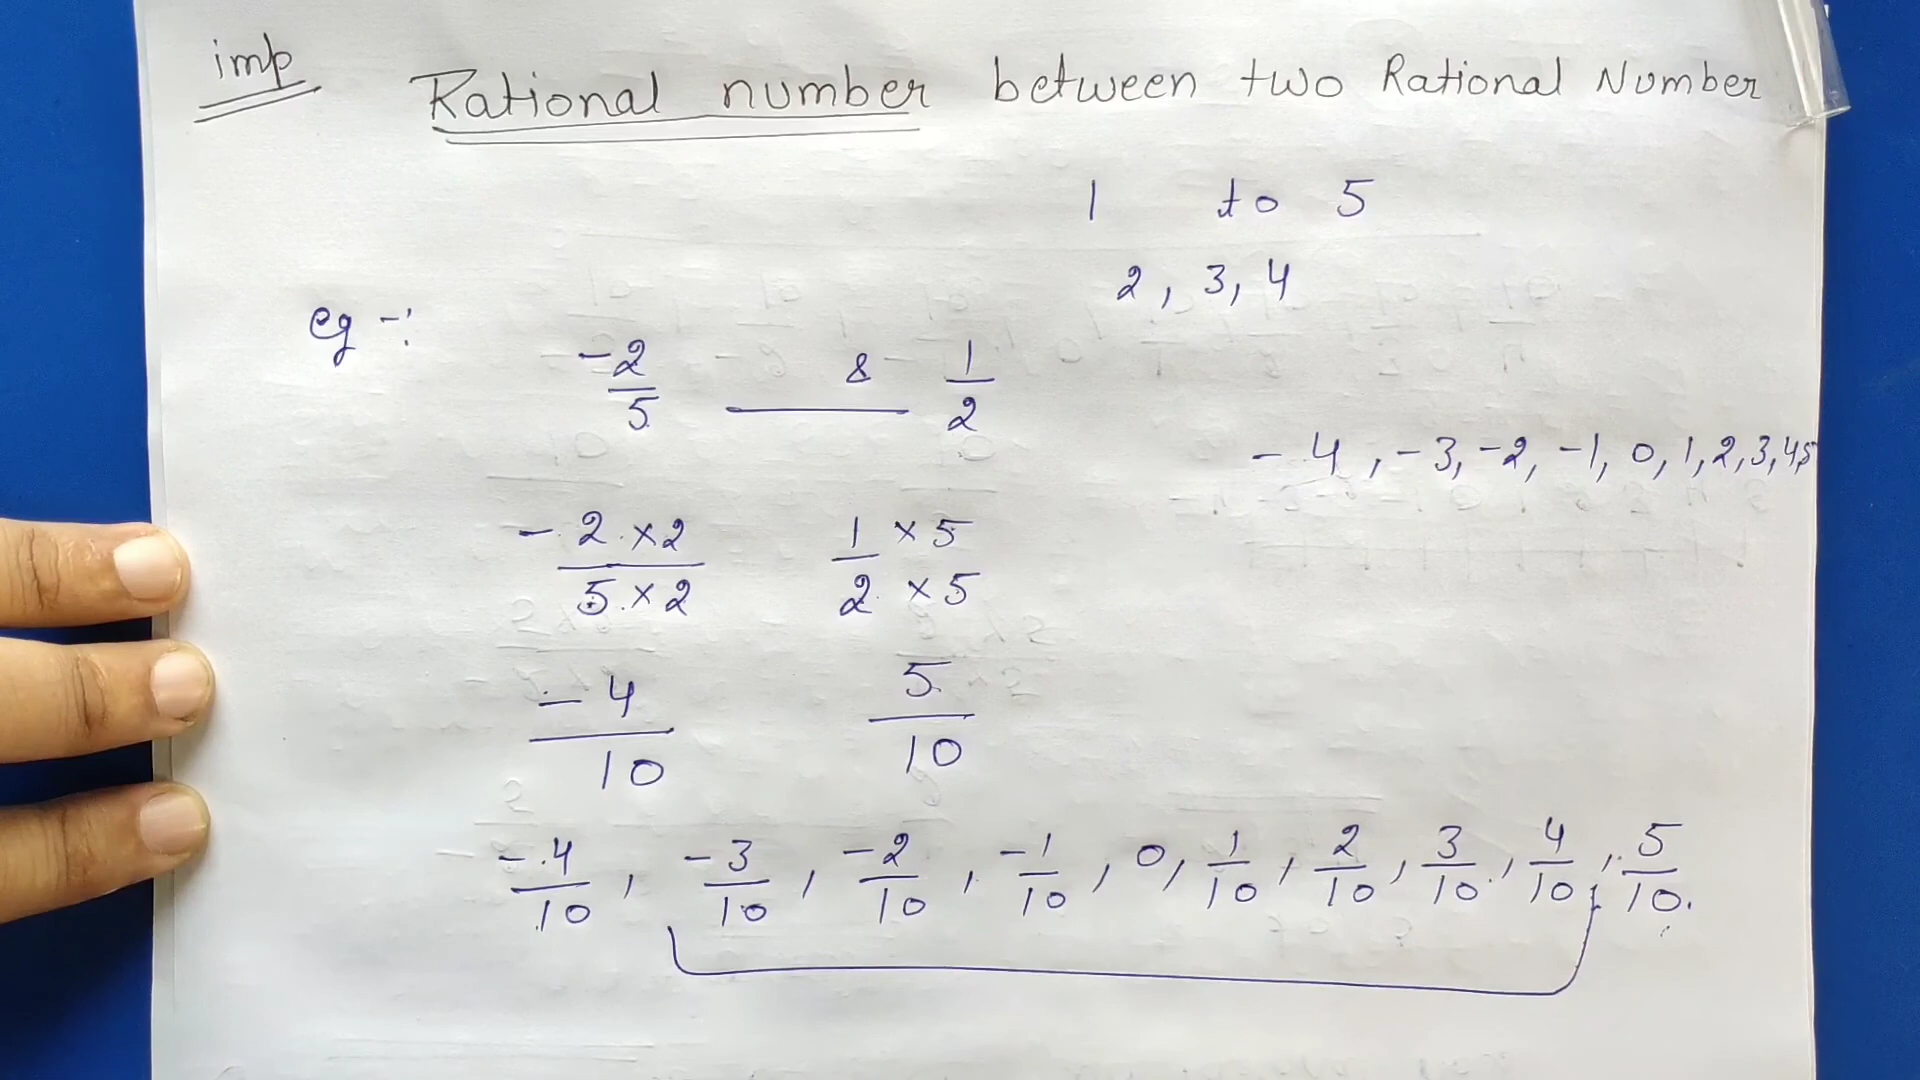 imp
Rational number between two Rational Number
1 to 5
2, 3, 4
eg -:
-2/5 & 1/2
-4, -3, -2, -1, 0, 1, 2, 3, 4, 5
-2×2/5×2 1×5/2×5
-4/10 5/10
-4/10, -3/10, -2/10, -1/10, 0, 1/10, 2/10, 3/10, 4/10, 5/10.